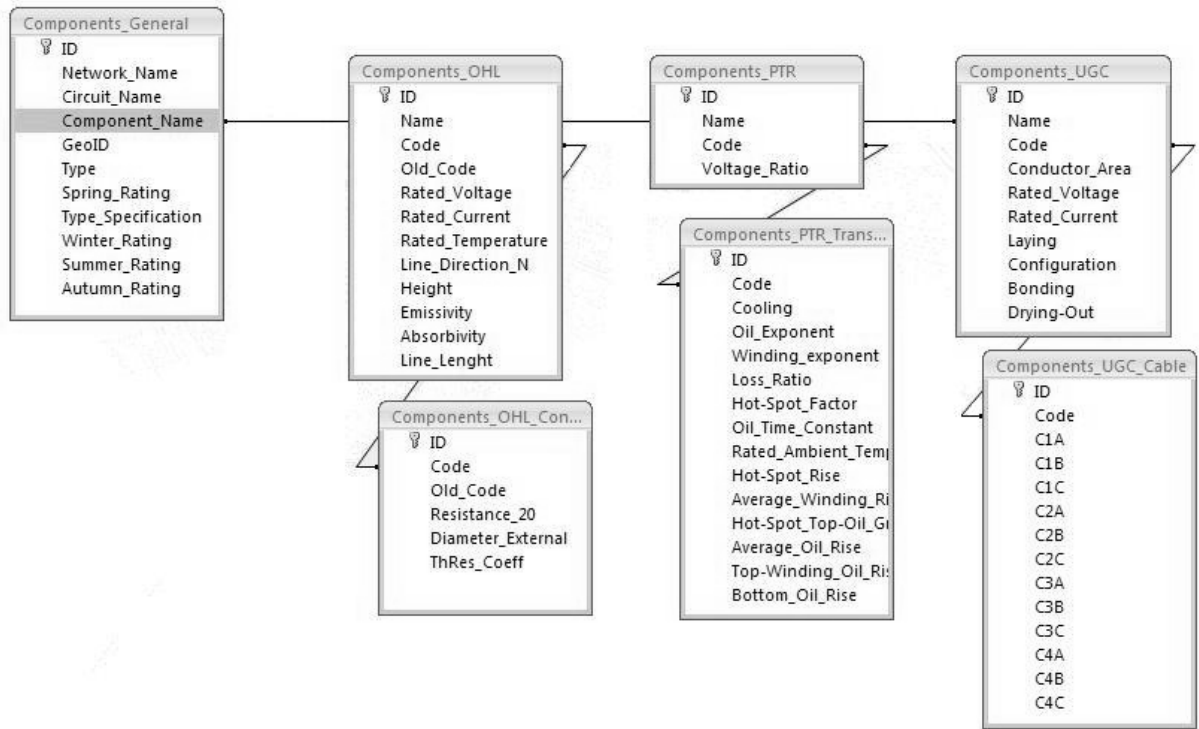 Components_General
ID
Network_Name
Circuit_Name
Component_Name
GeoID
Type
Spring_Rating
Type_Specification
Winter_Rating
Summer_Rating
Autumn_Rating
Components_OHL
ID
Name
Code
Old_Code
Rated_Voltage
Rated_Current
Rated_Temperature
Line_Direction_N
Height
Emissivity
Absorbivity
Line_Lenght
Components_OHL_Con...
ID
Code
Old_Code
Resistance_20
Diameter_External
ThRes_Coeff
Components_PTR
ID
Name
Code
Voltage_Ratio
Components_PTR_Trans...
ID
Code
Cooling
Oil_Exponent
Winding_exponent
Loss_Ratio
Hot-Spot_Factor
Oil_Time_Constant
Rated_Ambient_Temp
Hot-Spot_Rise
Average_Winding_Ri
Hot-Spot_Top-Oil_G
Average_Oil_Rise
Top-Winding_Oil_Ris
Bottom_Oil_Rise
Components_UGC
ID
Name
Code
Conductor_Area
Rated_Voltage
Rated_Current
Laying
Configuration
Bonding
Drying-Out
Components_UGC_Cable
ID
Code
C1A
C1B
C1C
C2A
C2B
C2C
C3A
C3B
C3C
C4A
C4B
C4C